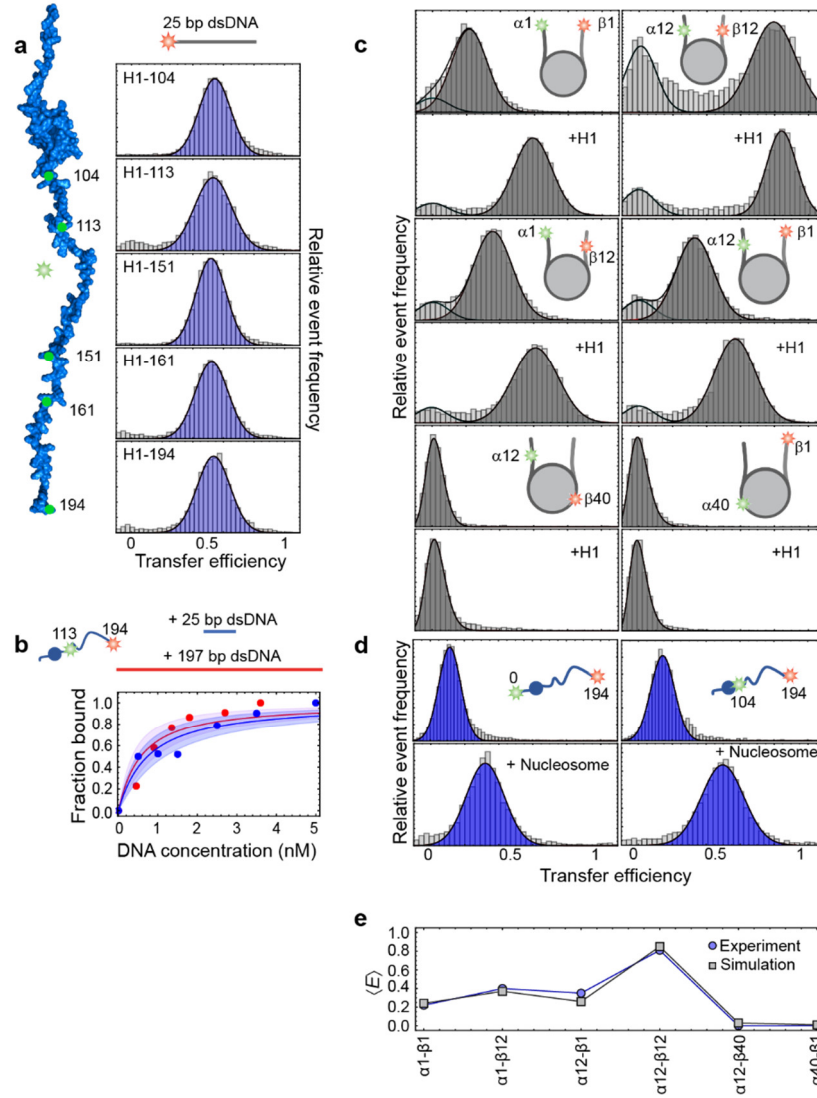 a
25 bp dsDNA
104
113
151
161
194
H1-104
H1-113
H1-151
H1-161
H1-194
Relative event frequency
0
0.5
1
Transfer efficiency
b
113
194
+ 25 bp dsDNA
+ 197 bp dsDNA
Fraction bound
1.0
0.8
0.6
0.4
0.2
0.0
0 1 2 3 4 5
DNA concentration (nM)
c
Relative event frequency
α1 β1
α12 β12
+H1
+H1
α1
β12
α12
β1
+H1
+H1
α12
β40
β1
α40
+H1
+H1
d
Relative event frequency
0
194
104
194
+ Nucleosome
+ Nucleosome
0 0.5 1
0 0.5 1
Transfer efficiency
e
⟨E⟩
1.0
0.8
0.6
0.4
0.2
0.0
Experiment
Simulation
α1-β1
α1-β12
α12-β1
α12-β12
α12-β40
α40-β1